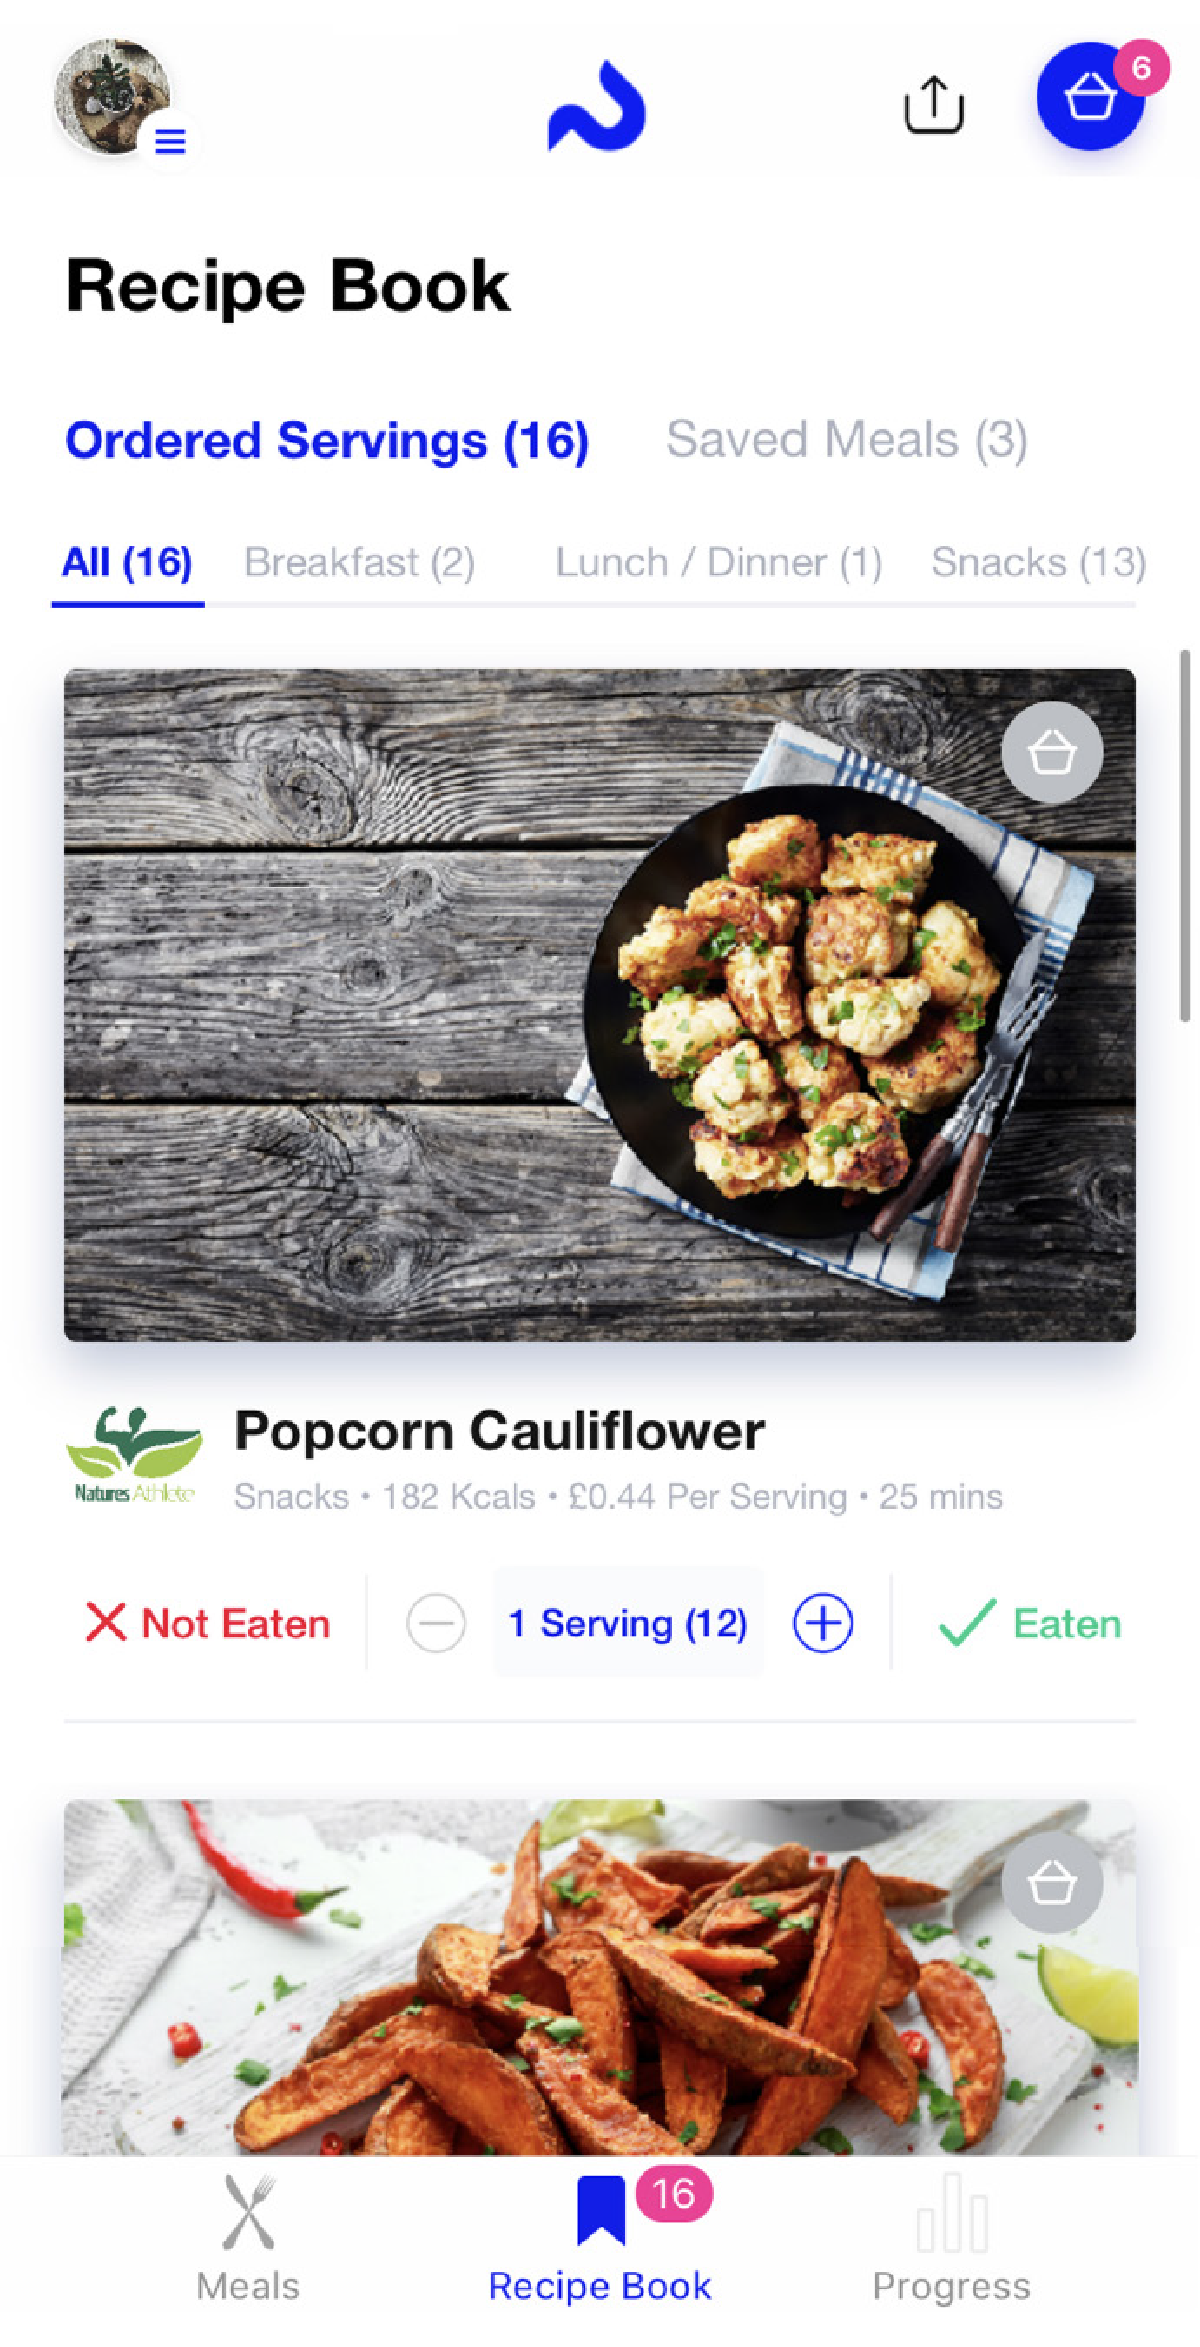 6
Recipe Book
Ordered Servings (16) Saved Meals (3)
All (16) Breakfast (2) Lunch / Dinner (1) Snacks (13)
Popcorn Cauliflower
Natures Athlete
Snacks • 182 Kcals • £0.44 Per Serving • 25 mins
Not Eaten 1 Serving (12) Eaten
16
Meals Recipe Book Progress